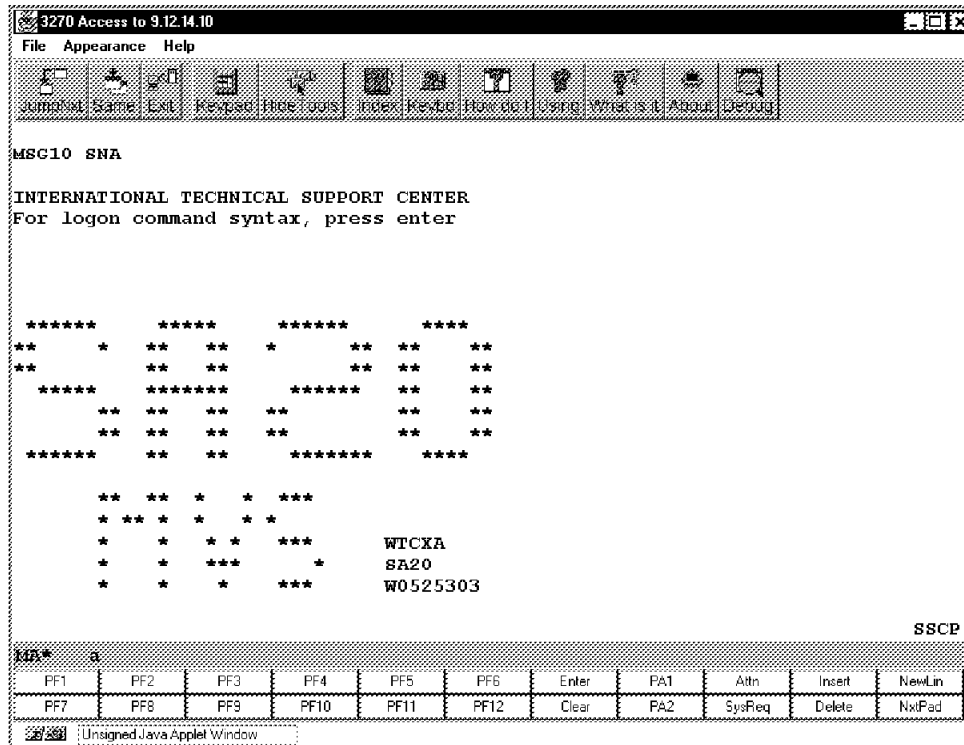 3270 Access to 9.12.14.10
File Appearance Help
JumpNxt Same Exit Keypad HideTools Index Keybd How do I Using What is it About Debug
MSG10 SNA
INTERNATIONAL TECHNICAL SUPPORT CENTER
For logon command syntax, press enter
SA20
MVS
WTCXA
SA20
W0525303
SSCP
MA* a
PF1 PF2 PF3 PF4 PF5 PF6 Enter PA1 Attn Insert NewLin
PF7 PF8 PF9 PF10 PF11 PF12 Clear PA2 SysReq Delete NxtPad
Unsigned Java Applet Window